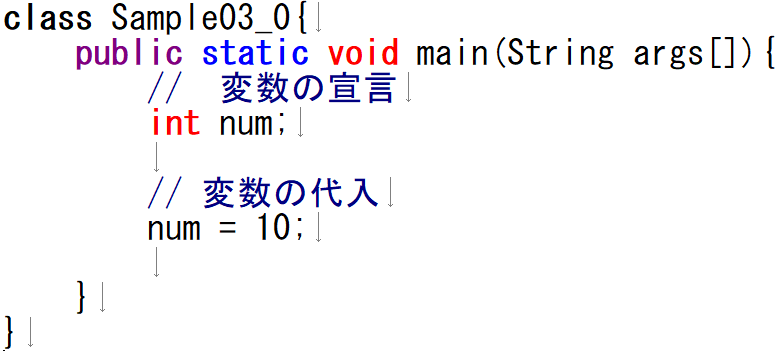 class Sample03_0{
    public static void main(String args[]){
        //  変数の宣言
        int num;
        
        // 変数の代入
        num = 10;
        
    }
}